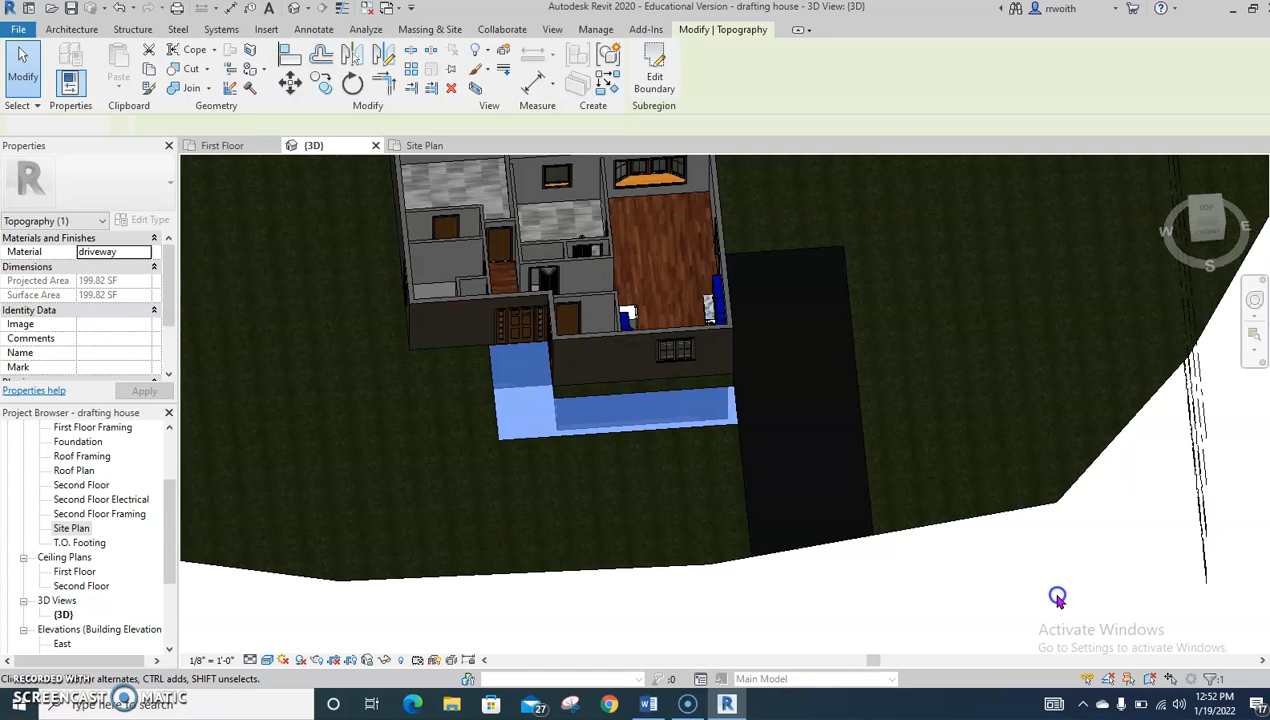 Autodesk Revit 2020 - Educational Version - drafting house - 3D View: {3D}
rrwoith
File Architecture Structure Steel Systems Insert Annotate Analyze Massing & Site Collaborate View Manage Add-Ins Modify | Topography
Modify
Paste
Cope
Cut
Join
Edit
Boundary
Select Properties Clipboard Geometry Modify View Measure Create Subregion
Properties
First Floor {3D} Site Plan
Topography (1) Edit Type
Materials and Finishes
Material driveway
Dimensions
Projected Area 199.82 SF
Surface Area 199.82 SF
Identity Data
Image
Comments
Name
Mark
Properties help Apply
Project Browser - drafting house
First Floor Framing
Foundation
Roof Framing
Roof Plan
Second Floor
Second Floor Electrical
Second Floor Framing
Site Plan
T.O. Footing
Ceiling Plans
First Floor
Second Floor
3D Views
{3D}
Elevations (Building Elevation
East
TOP
W
E
S
Activate Windows
Go to Settings to activate Windows.
1/8" = 1'-0"
alternates, CTRL adds, SHIFT unselects.
:0
Main Model
:1
RECORDED WITH
SCREENCAST MATIC
27
12:52 PM
1/19/2022
17